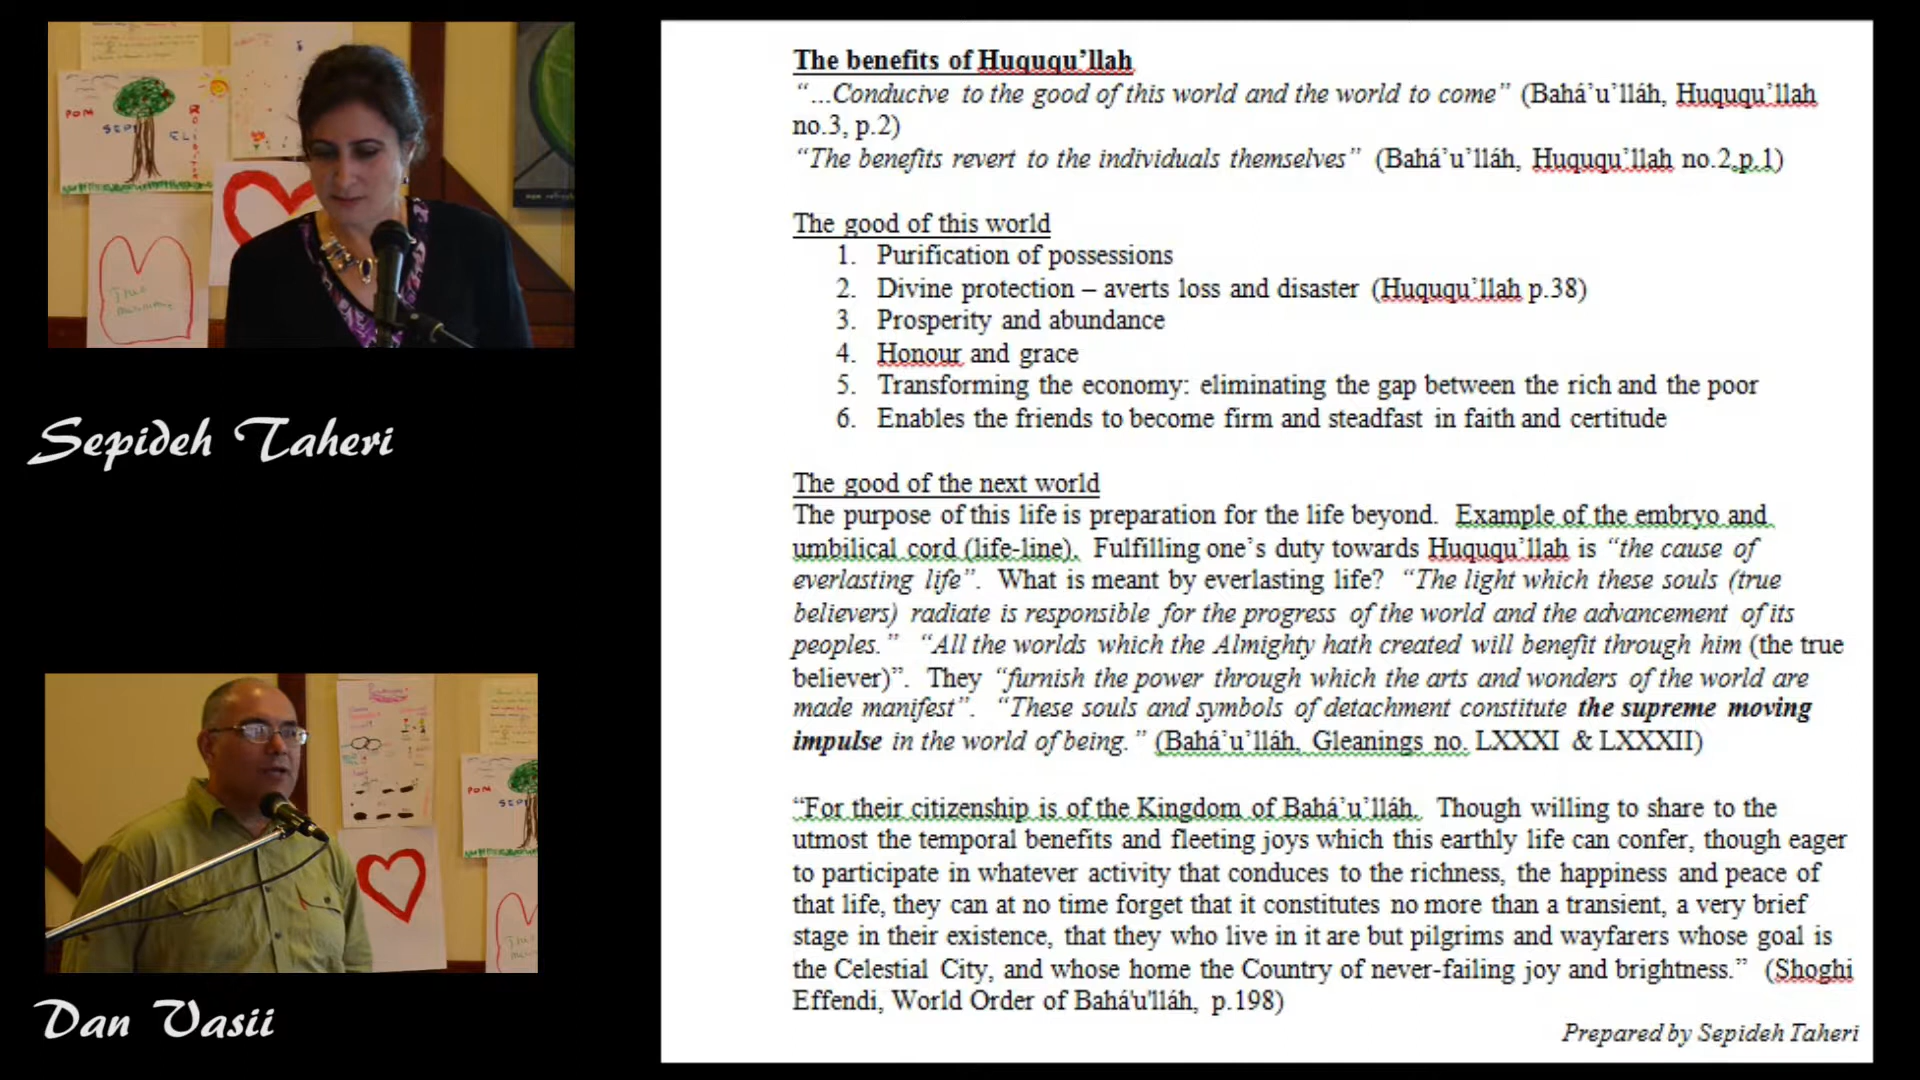 The benefits of Huququ’llah
“…Conducive to the good of this world and the world to come” (Bahá’u’lláh, Huququ’llah
no.3, p.2)
“The benefits revert to the individuals themselves” (Bahá’u’lláh, Huququ’llah no.2,p.1)
The good of this world
1. Purification of possessions
2. Divine protection – averts loss and disaster (Huququ’llah p.38)
3. Prosperity and abundance
4. Honour and grace
5. Transforming the economy: eliminating the gap between the rich and the poor
6. Enables the friends to become firm and steadfast in faith and certitude
The good of the next world
The purpose of this life is preparation for the life beyond. Example of the embryo and
umbilical cord (life-line). Fulfilling one’s duty towards Huququ’llah is “the cause of
everlasting life”. What is meant by everlasting life? “The light which these souls (true
believers) radiate is responsible for the progress of the world and the advancement of its
peoples.” “All the worlds which the Almighty hath created will benefit through him (the true
believer)”. They “furnish the power through which the arts and wonders of the world are
made manifest”. “These souls and symbols of detachment constitute the supreme moving
impulse in the world of being.” (Bahá’u’lláh, Gleanings no. LXXXI & LXXXII)
“For their citizenship is of the Kingdom of Bahá’u’lláh. Though willing to share to the
utmost the temporal benefits and fleeting joys which this earthly life can confer, though eager
to participate in whatever activity that conduces to the richness, the happiness and peace of
that life, they can at no time forget that it constitutes no more than a transient, a very brief
stage in their existence, that they who live in it are but pilgrims and wayfarers whose goal is
the Celestial City, and whose home the Country of never-failing joy and brightness.” (Shoghi
Effendi, World Order of Bahá'u'lláh, p.198)
Prepared by Sepideh Taheri
POM
SEPI
Sepideh Taheri
POM
SEPI
Dan Vasii